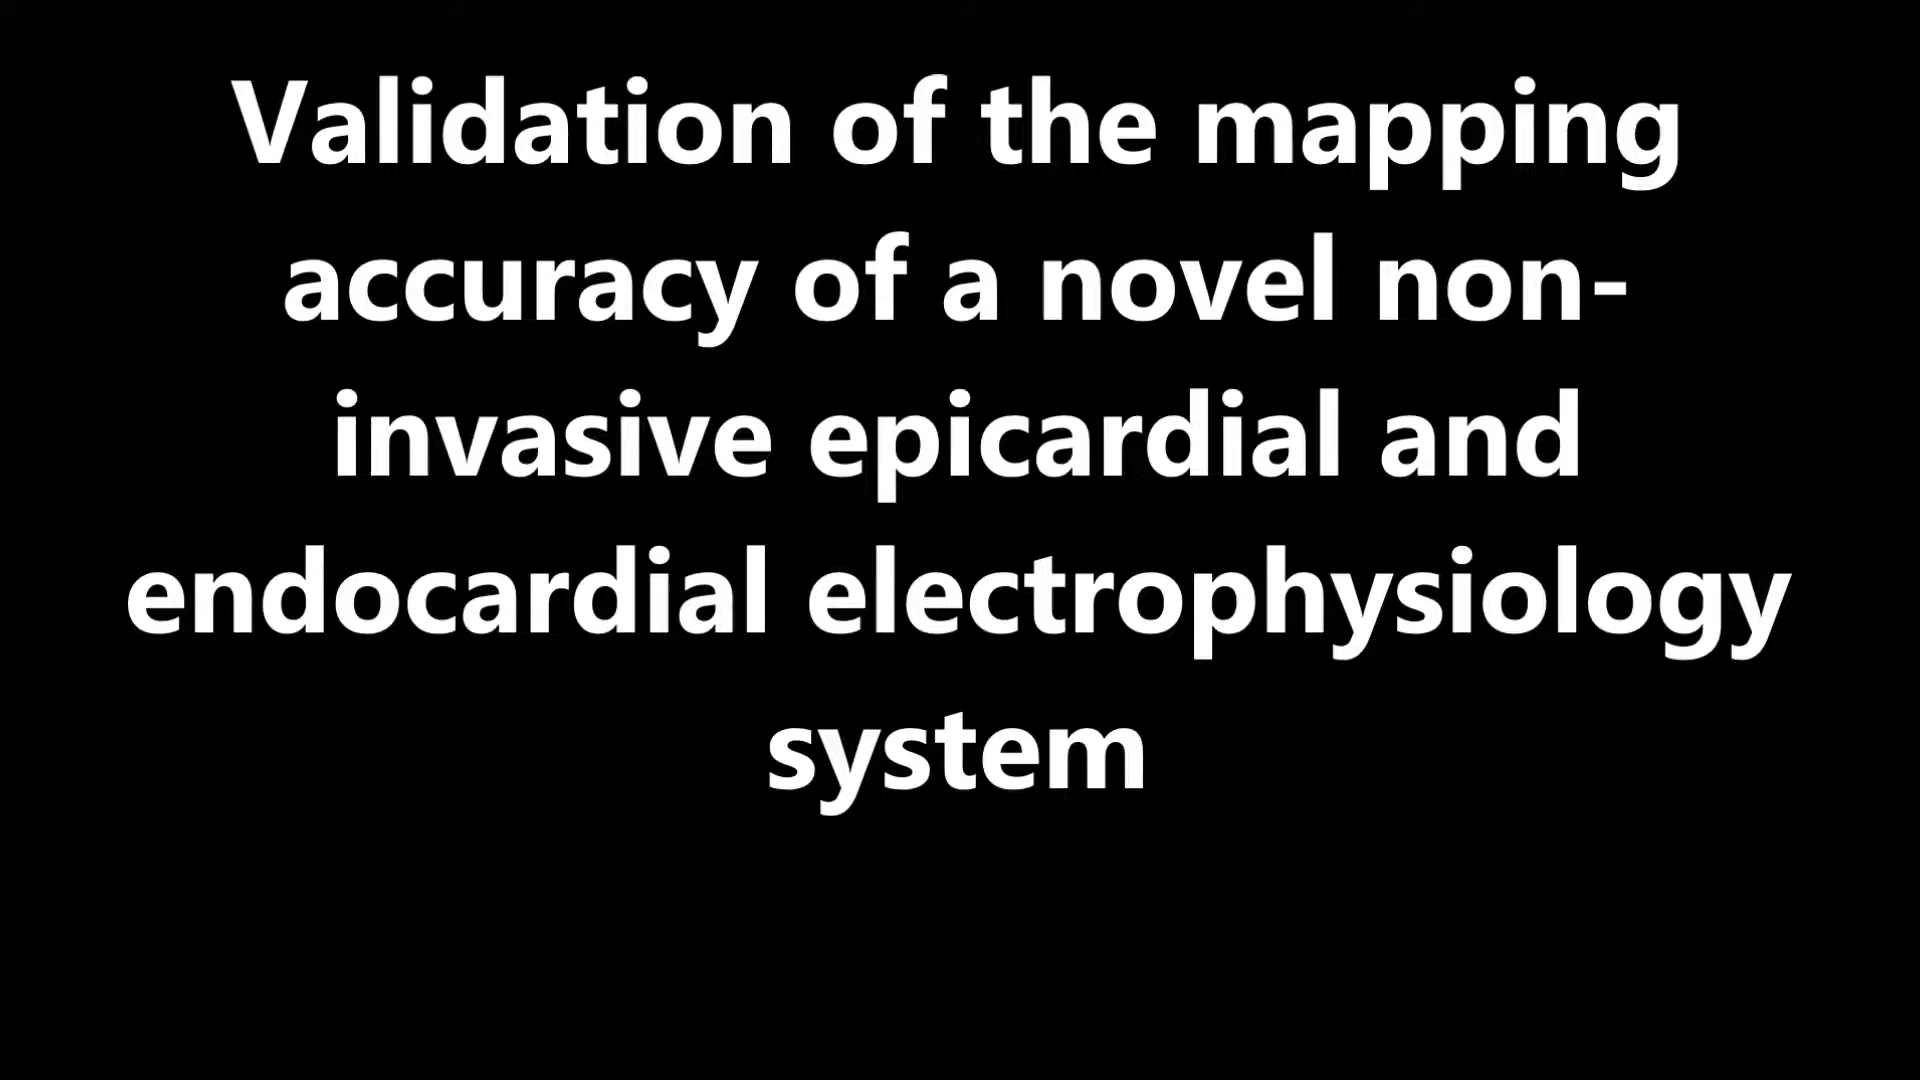 Validation of the mapping
accuracy of a novel non-
invasive epicardial and
endocardial electrophysiology
system